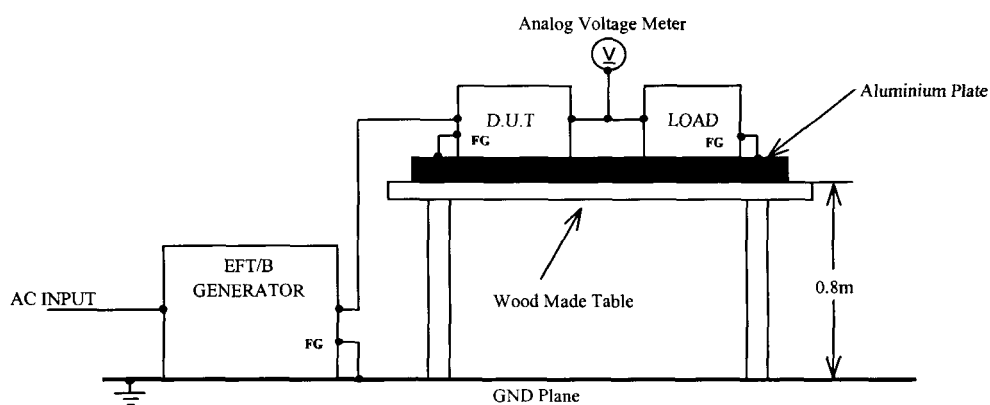 Analog Voltage Meter
V
Aluminium Plate
D.U.T
LOAD
FG
FG
EFT/B
GENERATOR
AC INPUT
Wood Made Table
0.8m
FG
GND Plane